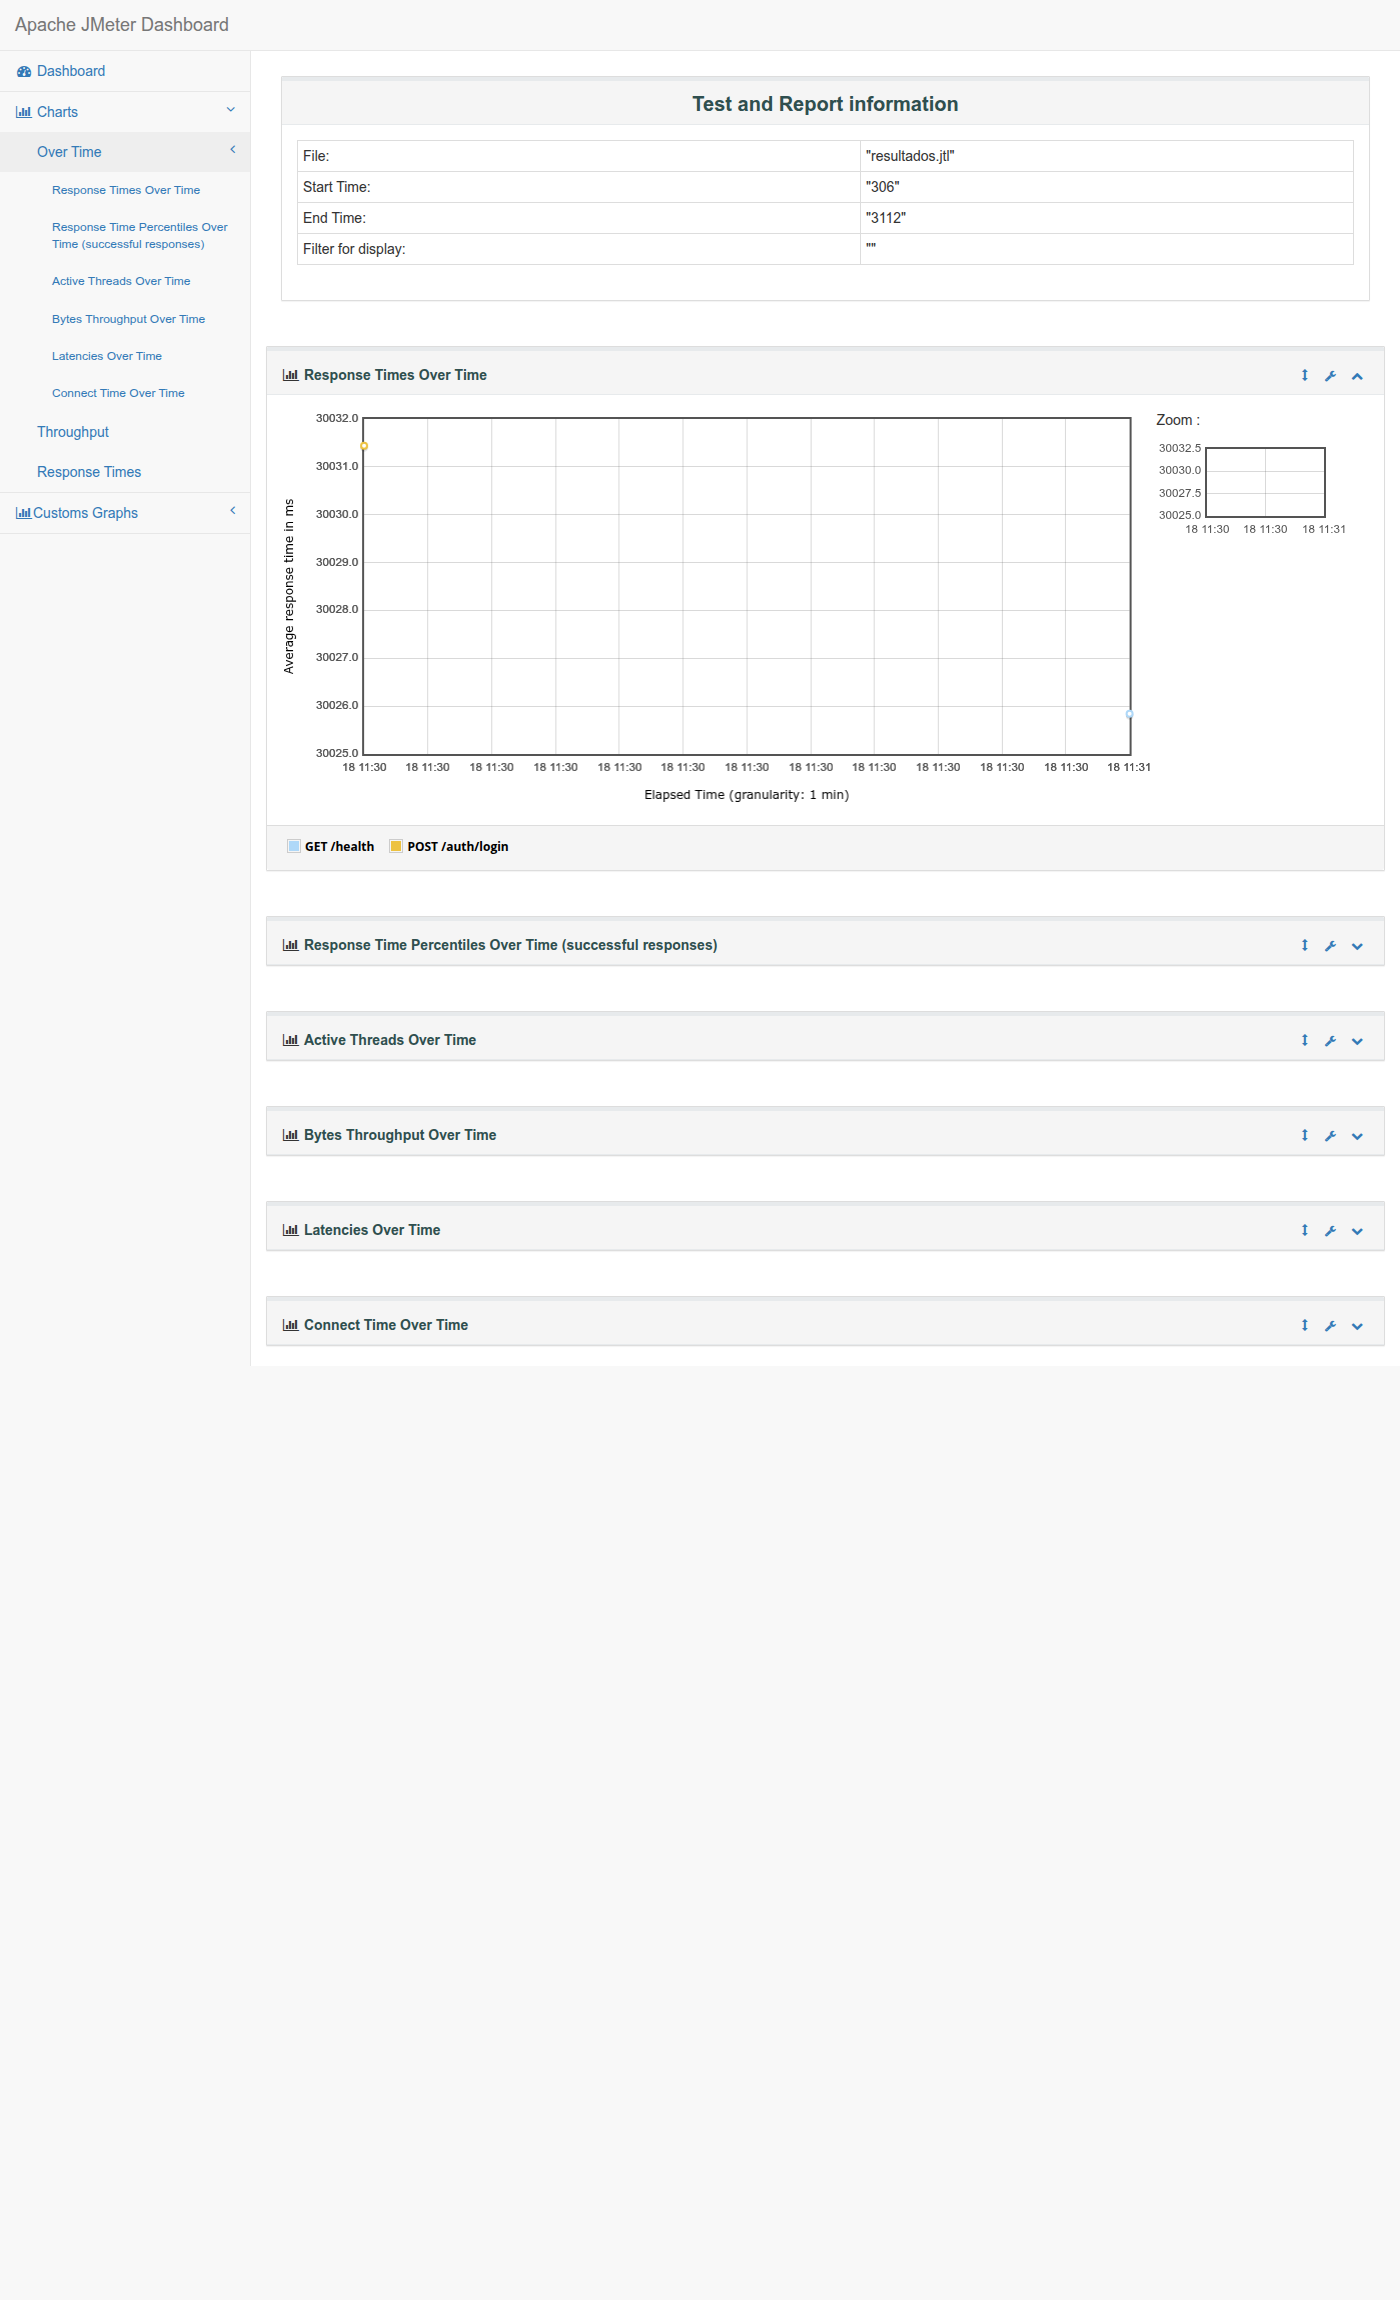 Apache JMeter Dashboard
Dashboard
Charts
Over Time
Response Times Over Time
Response Time Percentiles Over
Time (successful responses)
Active Threads Over Time
Bytes Throughput Over Time
Latencies Over Time
Connect Time Over Time
Throughput
Response Times
Customs Graphs
Test and Report information
File: "resultados.jtl"
Start Time: "306"
End Time: "3112"
Filter for display: ""
Response Times Over Time
Average response time in ms
30032.0
30031.0
30030.0
30029.0
30028.0
30027.0
30026.0
30025.0
18 11:30 18 11:30 18 11:30 18 11:30 18 11:30 18 11:30 18 11:30 18 11:30 18 11:30 18 11:30 18 11:30 18 11:30 18 11:31
Elapsed Time (granularity: 1 min)
Zoom :
30032.5
30030.0
30027.5
30025.0
18 11:30 18 11:30 18 11:31
GET /health POST /auth/login
Response Time Percentiles Over Time (successful responses)
Active Threads Over Time
Bytes Throughput Over Time
Latencies Over Time
Connect Time Over Time